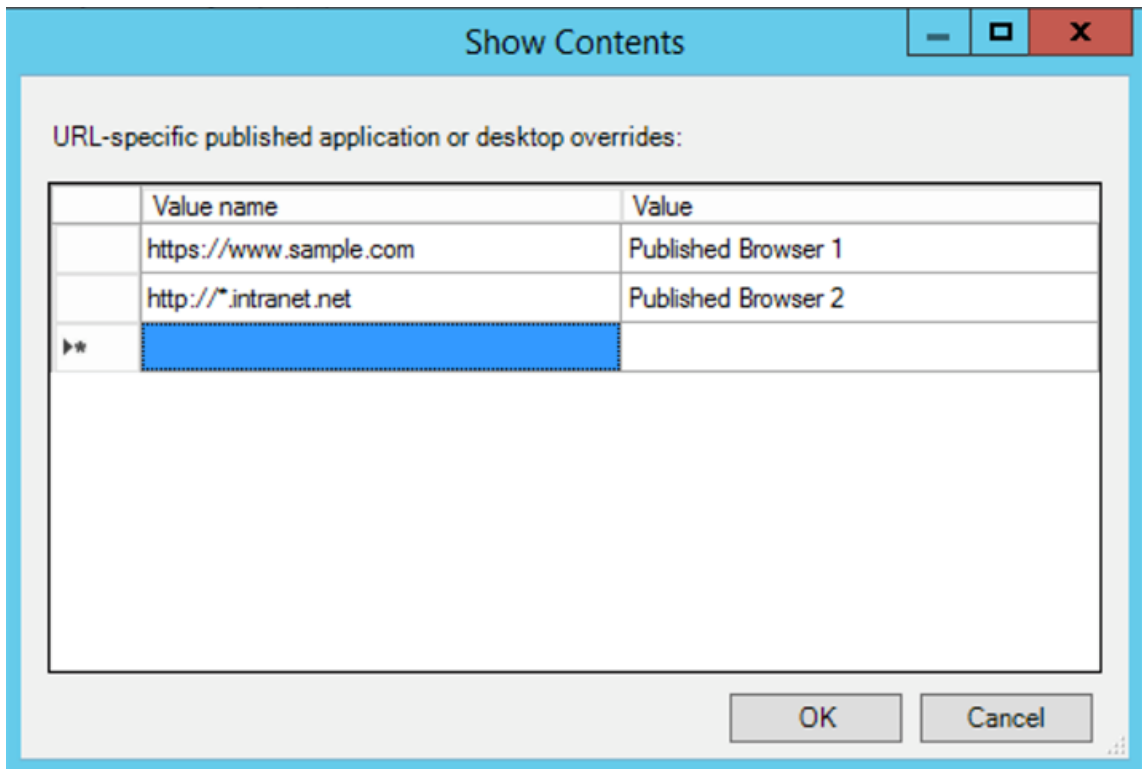 Show Contents
URL-specific published application or desktop overrides:
Value name Value
https://www.sample.com Published Browser 1
http://*.intranet.net Published Browser 2
OK Cancel